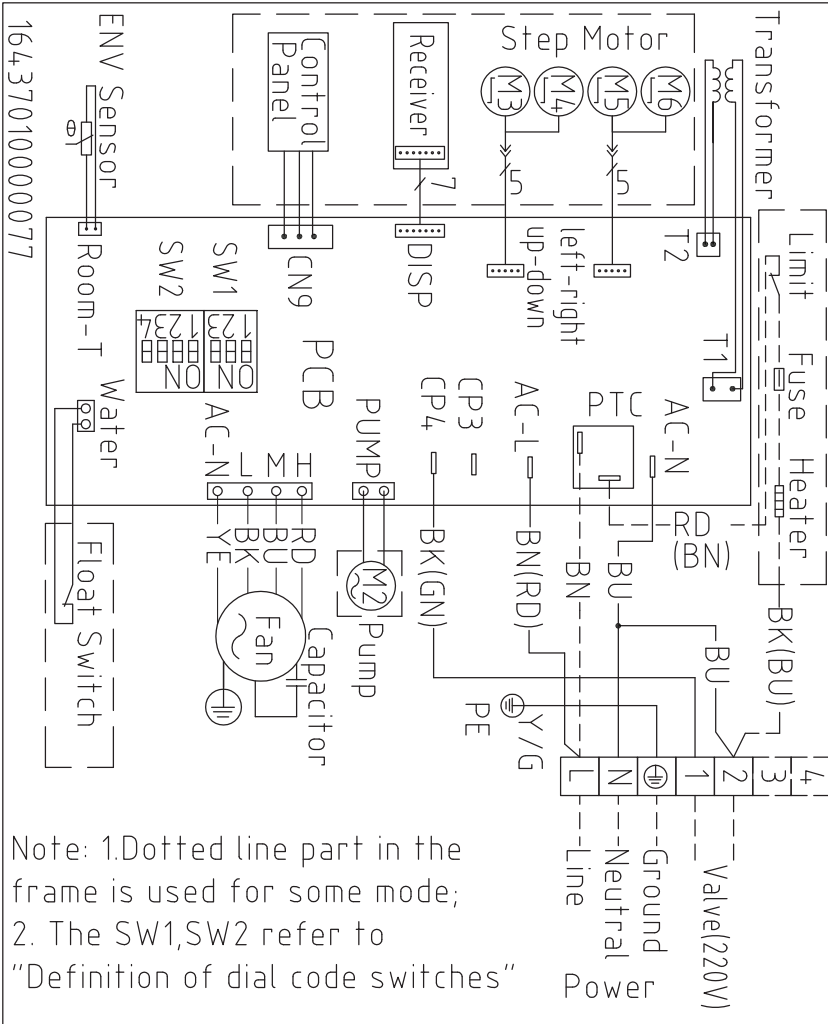 16437010000077
ENV Sensor
θ
Control
Panel
Receiver
Step Motor
M3
M4
M5
M6
Transformer
7
5
5
Room-T
SW2
SW1
CN9
DISP
up-down
left-right
T2
T1
Limit
Fuse
Heater
1234
123
ON
ON
PCB
Water
AC-N
L
M
H
PUMP
CP4
CP3
AC-L
PTC
AC-N
YE
BK
BU
RD
BK(GN)
BN(RD)
BN
BU
RD
(BN)
BU
BK(BU)
Float Switch
Fan
Capacitor
M2
Pump
PE
Y/G
L
N
1
2
3
4
Line
Neutral
Ground
Valve(220V)
Power
Note: 1.Dotted line part in the
frame is used for some mode;
2. The SW1,SW2 refer to
"Definition of dial code switches"